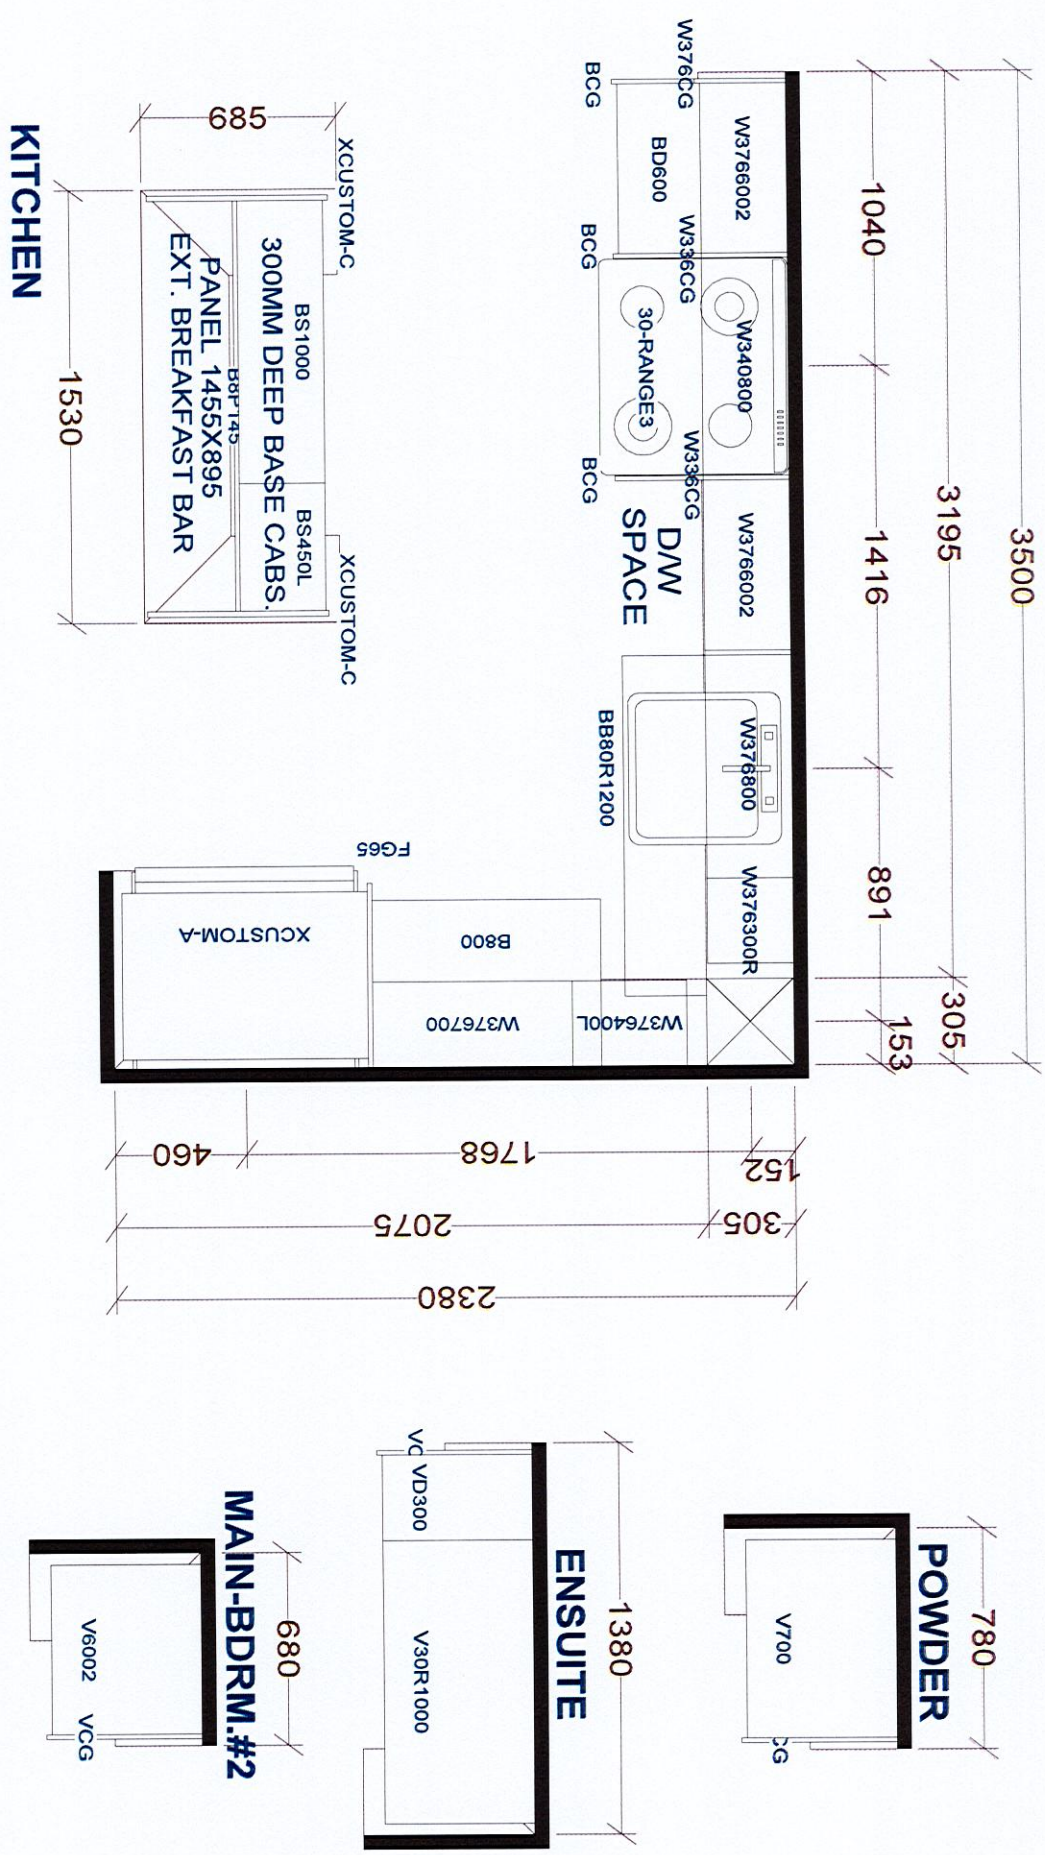 3500
3195
305
1040
1416
891
153
W376CG
W3766002
W336CG
W340800
W336CG
W3766002
W376800
W376300R
BCG
BD600
BCG
30-RANGE3
BCG
D/W
SPACE
BB80R1200
W376400L
W376700
B800
FG65
XCUSTOM-A
152
1768
460
305
2075
2380
XCUSTOM-C
XCUSTOM-C
685
BS1000
BS450L
300MM DEEP BASE CABS.
BBP145
PANEL 1455X895
EXT. BREAKFAST BAR
1530
KITCHEN
780
POWDER
V700
CG
1380
ENSUITE
VC
VD300
V30R1000
680
MAIN-BDRM.#2
V6002
VCG